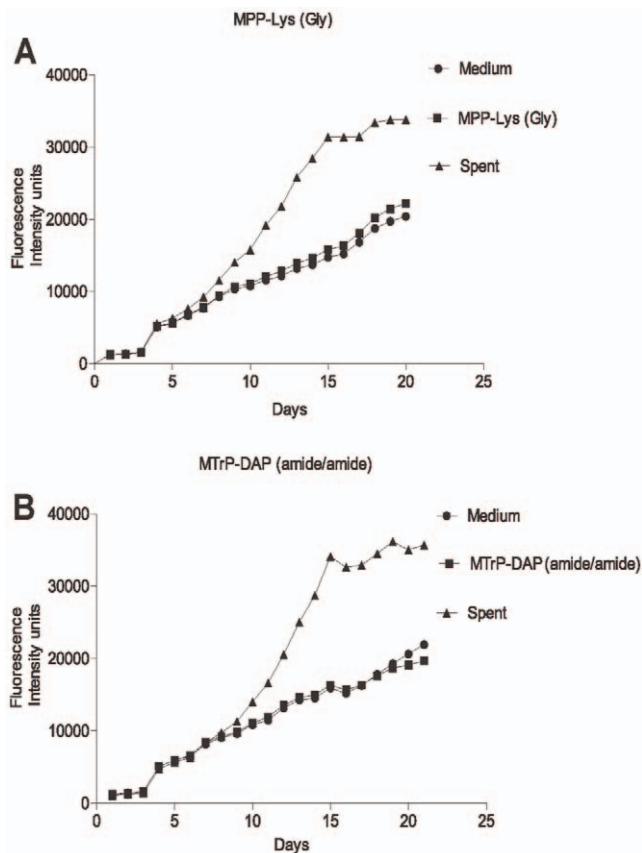 MPP-Lys (Gly)
A
Fluorescence
Intensity units
40000
30000
20000
10000
0
0 5 10 15 20 25
Days
Medium
MPP-Lys (Gly)
Spent
MTrP-DAP (amide/amide)
B
Fluorescence
Intensity units
40000
30000
20000
10000
0
0 5 10 15 20 25
Days
Medium
MTrP-DAP (amide/amide)
Spent